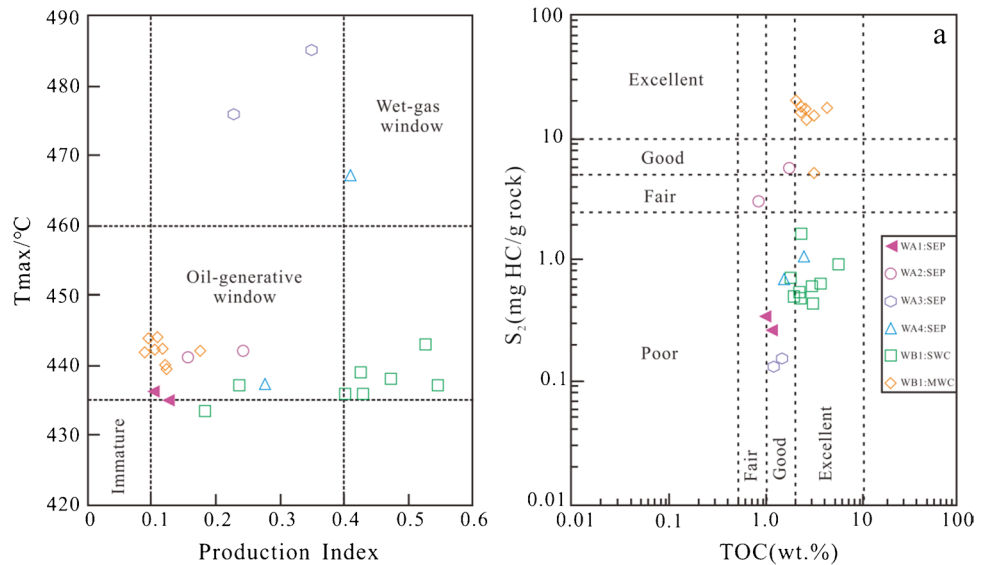 490
480
470
460
450
440
430
420
0
0.1
0.2
0.3
0.4
0.5
0.6
Tmax/℃
Production Index
Wet-gas
window
Oil-generative
window
Immature
a
100
10
1.0
0.1
0.01
0.01
0.1
1.0
10
100
S₂(mg HC/g rock)
TOC(wt.%)
Excellent
Good
Fair
Poor
Fair
Good
Excellent
WA1:SEP
WA2:SEP
WA3:SEP
WA4:SEP
WB1:SWC
WB1:MWC